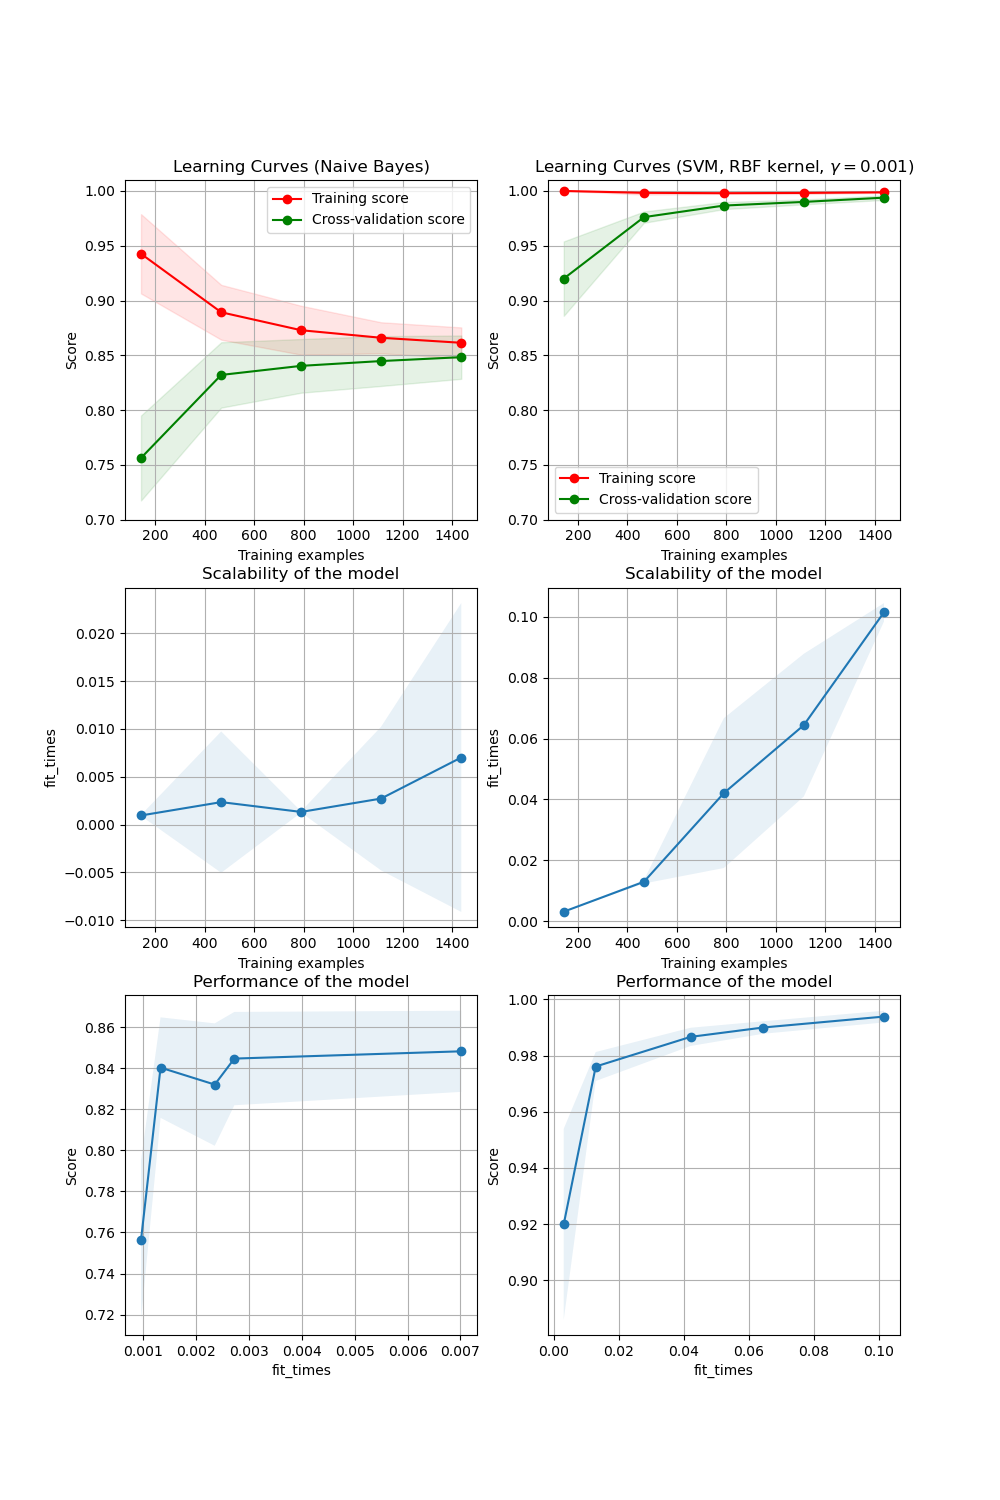 Learning Curves (Naive Bayes)
1.00
0.95
0.90
0.85
0.80
0.75
0.70
Score
Training score
Cross-validation score
200 400 600 800 1000 1200 1400
Training examples
Learning Curves (SVM, RBF kernel, γ = 0.001)
1.00
0.95
0.90
0.85
0.80
0.75
0.70
Score
Training score
Cross-validation score
200 400 600 800 1000 1200 1400
Training examples
Scalability of the model
0.020
0.015
0.010
0.005
0.000
−0.005
−0.010
fit_times
200 400 600 800 1000 1200 1400
Training examples
Scalability of the model
0.10
0.08
0.06
0.04
0.02
0.00
fit_times
200 400 600 800 1000 1200 1400
Training examples
Performance of the model
0.86
0.84
0.82
0.80
0.78
0.76
0.74
0.72
Score
0.001 0.002 0.003 0.004 0.005 0.006 0.007
fit_times
Performance of the model
1.00
0.98
0.96
0.94
0.92
0.90
Score
0.00 0.02 0.04 0.06 0.08 0.10
fit_times